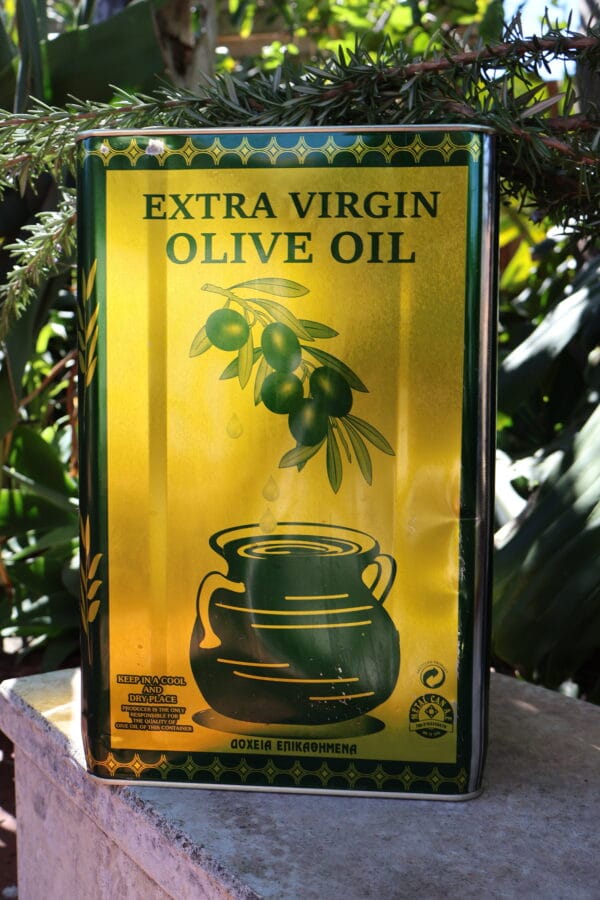 EXTRA VIRGIN
OLIVE OIL
KEEP IN A COOL
AND
DRY PLACE
PRODUCER IS THE ONLY
RESPONSIBLE FOR
THE QUALITY OF
OIL OF THIS CONTAINER
METAL CAN
ΔΟΧΕΙΑ ΕΠΙΚΑΘΗΜΕΝΑ